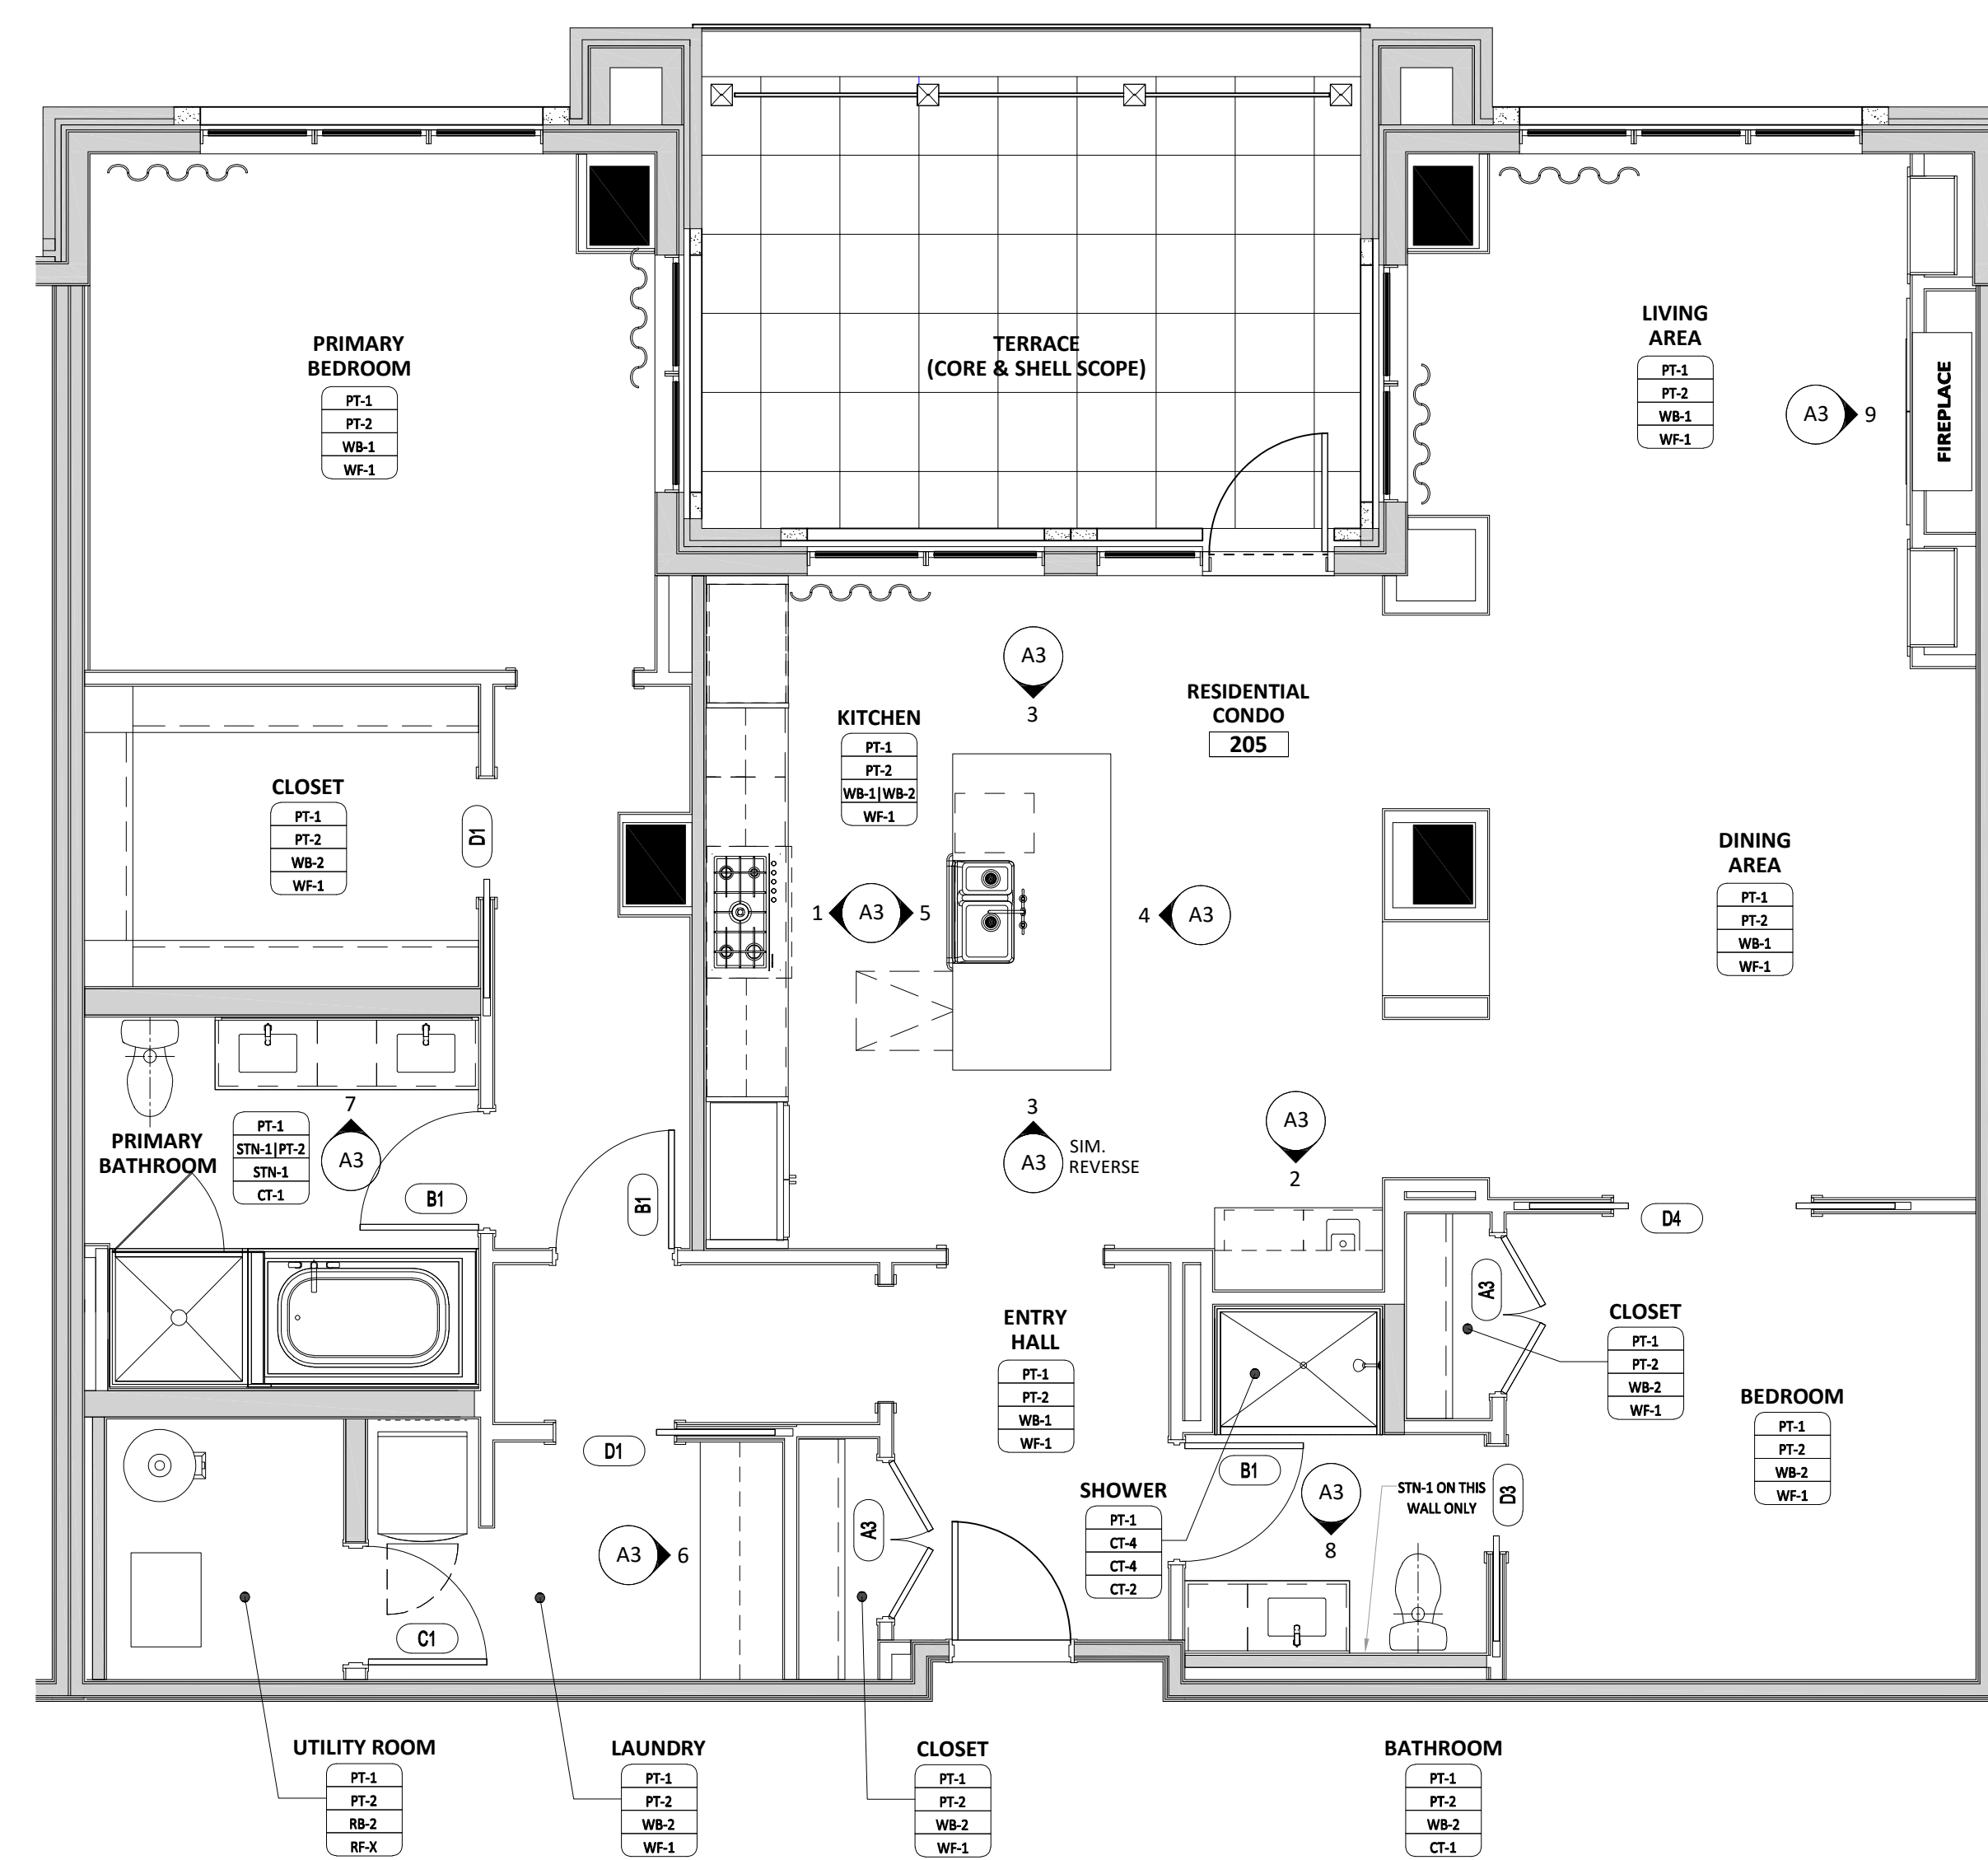 PRIMARY
BEDROOM
PT-1
PT-2
WB-1
WF-1
TERRACE
(CORE & SHELL SCOPE)
LIVING
AREA
PT-1
PT-2
WB-1
WF-1
A3
9
FIREPLACE
A3
3
RESIDENTIAL
CONDO
205
KITCHEN
PT-1
PT-2
WB-1|WB-2
WF-1
CLOSET
PT-1
PT-2
WB-2
WF-1
D1
1
A3
5
4
A3
DINING
AREA
PT-1
PT-2
WB-1
WF-1
7
A3
PRIMARY
BATHROOM
PT-1
STN-1|PT-2
STN-1
CT-1
B1
B1
3
A3
SIM.
REVERSE
A3
2
D4
A3
CLOSET
PT-1
PT-2
WB-2
WF-1
ENTRY
HALL
PT-1
PT-2
WB-1
WF-1
BEDROOM
PT-1
PT-2
WB-2
WF-1
D1
B1
SHOWER
PT-1
CT-4
CT-4
CT-2
A3
8
STN-1 ON THIS
WALL ONLY
D3
A3
A3
6
C1
UTILITY ROOM
PT-1
PT-2
RB-2
RF-X
LAUNDRY
PT-1
PT-2
WB-2
WF-1
CLOSET
PT-1
PT-2
WB-2
WF-1
BATHROOM
PT-1
PT-2
WB-2
CT-1